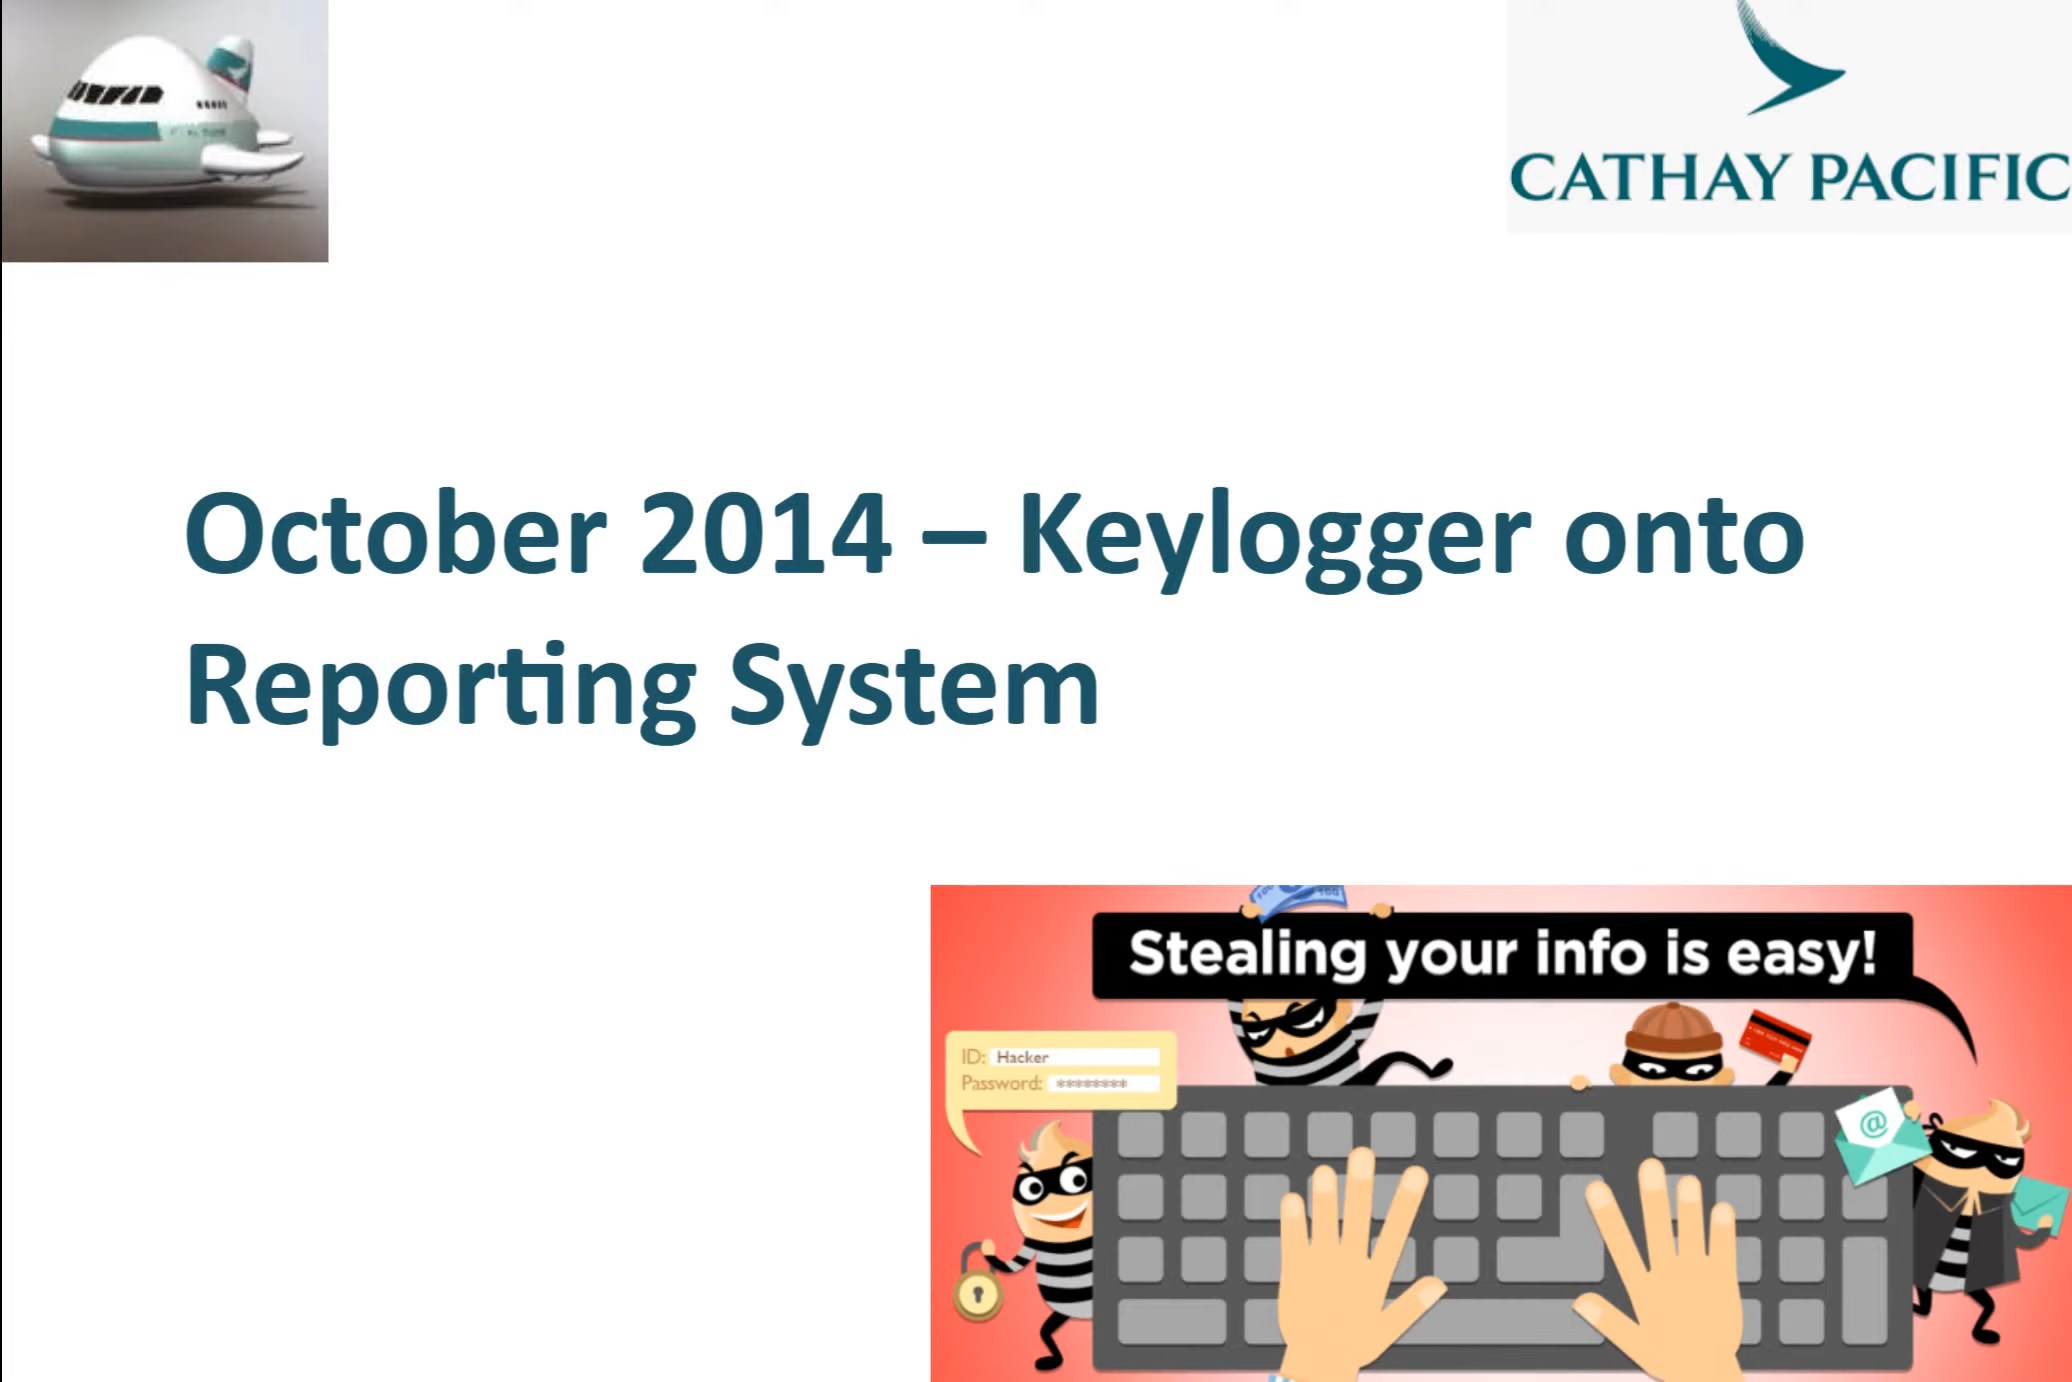 CATHAY PACIFIC
October 2014 – Keylogger onto
Reporting System
Stealing your info is easy!
ID: Hacker
Password: ********
@